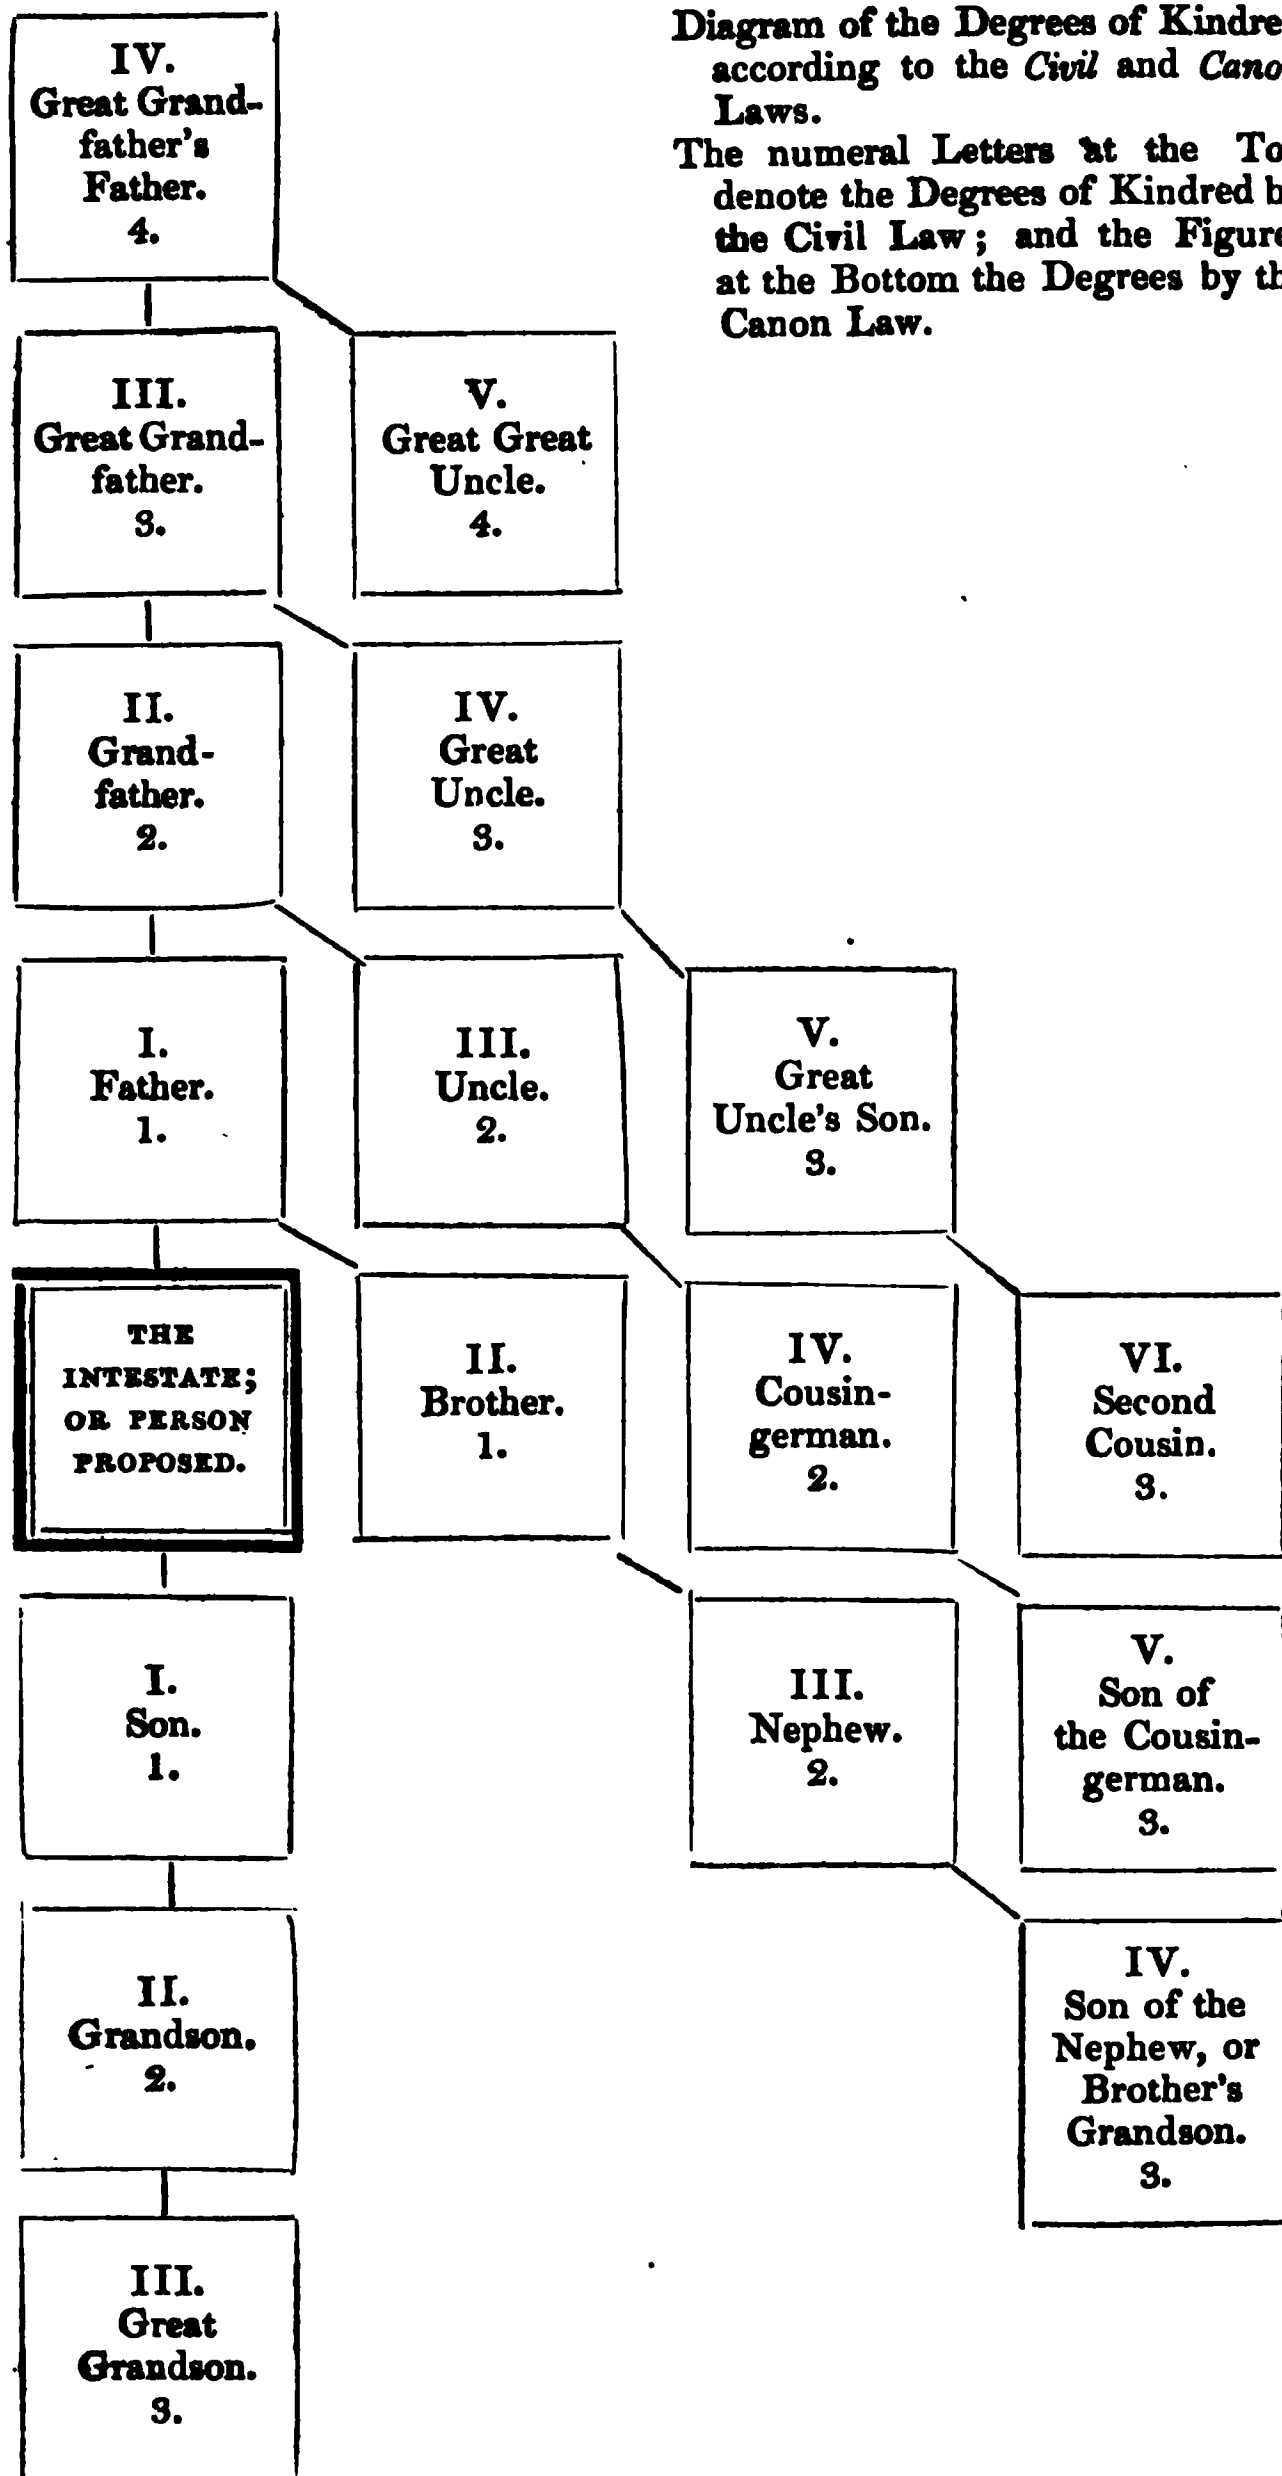 Diagram of the Degrees of Kindre
according to the Civil and Cano
Laws.
The numeral Letters at the To
denote the Degrees of Kindred b
the Civil Law; and the Figure
at the Bottom the Degrees by th
Canon Law.
IV.
Great Grand-
father's
Father.
4.
III.
Great Grand-
father.
3.
V.
Great Great
Uncle.
4.
II.
Grand-
father.
2.
IV.
Great
Uncle.
3.
I.
Father.
1.
III.
Uncle.
2.
V.
Great
Uncle's Son.
3.
THE
INTESTATE;
OR PERSON
PROPOSED.
II.
Brother.
1.
IV.
Cousin-
german.
2.
VI.
Second
Cousin.
3.
I.
Son.
1.
III.
Nephew.
2.
V.
Son of
the Cousin-
german.
3.
II.
Grandson.
2.
IV.
Son of the
Nephew, or
Brother's
Grandson.
3.
III.
Great
Grandson.
3.